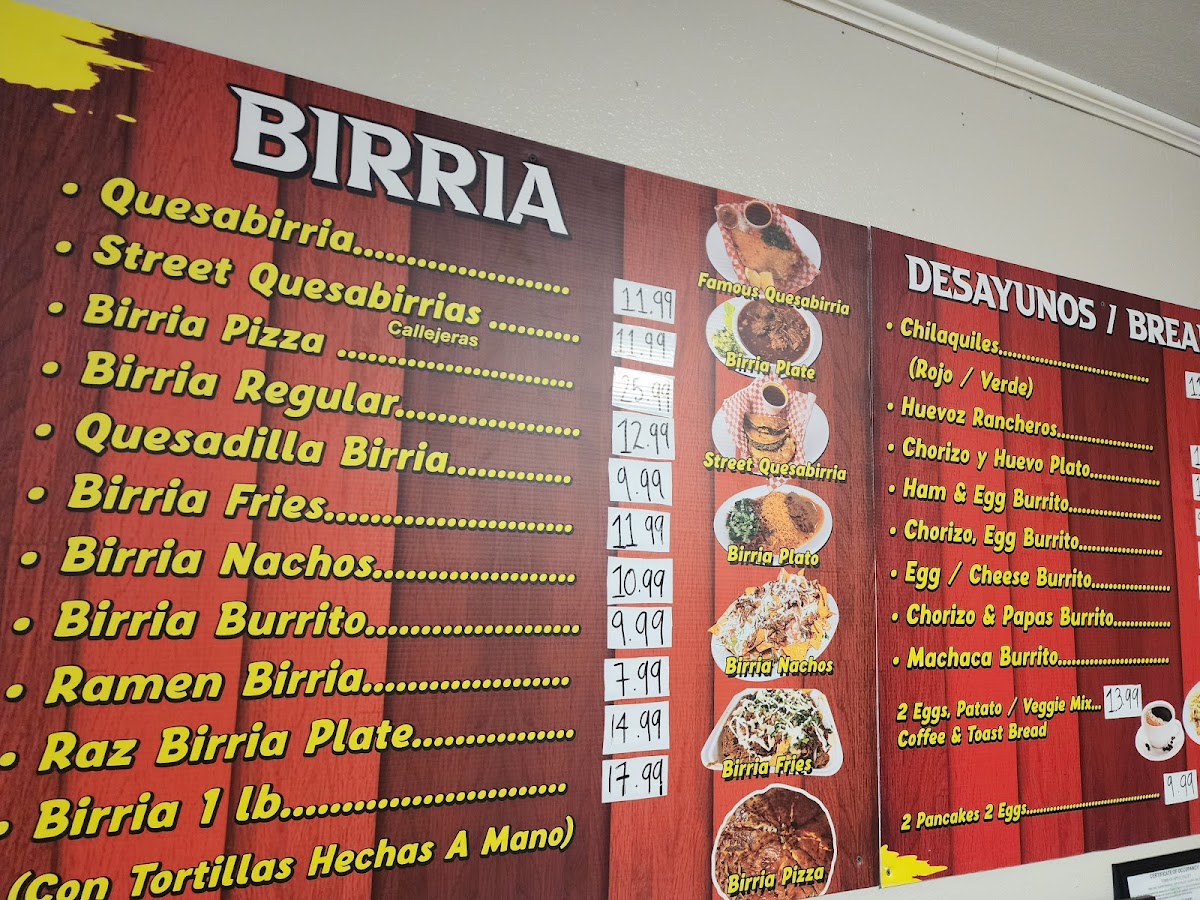 BIRRIA
• Quesabirria.................... 11.99
• Street Quesabirrias .......... 11.99
Callejeras
• Birria Pizza ..................... 25.99
• Birria Regular................ 12.99
• Quesadilla Birria........... 9.99
• Birria Fries...................... 11.99
• Birria Nachos.................. 10.99
• Birria Burrito................... 9.99
• Ramen Birria................... 7.99
• Raz Birria Plate............... 14.99
• Birria 1 lb......................... 17.99
(Con Tortillas Hechas A Mano)
Famous Quesabirria
Birria Plate
Street Quesabirria
Birria Plato
Birria Nachos
Birria Fries
Birria Pizza
DESAYUNOS / BREA
• Chilaquiles...............................
(Rojo / Verde)
• Huevoz Rancheros....................
• Chorizo y Huevo Plato..............
• Ham & Egg Burrito...................
• Chorizo, Egg Burrito.................
• Egg / Cheese Burrito................
• Chorizo & Papas Burrito............
• Machaca Burrito.......................
2 Eggs, Patato / Veggie Mix... 13.99
Coffee & Toast Bread
2 Pancakes 2 Eggs............................. 9.99
CERTIFICATE OF OCCUPANCY